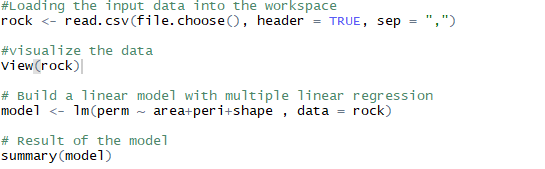 #Loading the input data into the workspace
rock <- read.csv(file.choose(), header = TRUE, sep = ",")
#visualize the data
View(rock)
# Build a linear model with multiple linear regression
model <- lm(perm ~ area+peri+shape , data = rock)
# Result of the model
summary(model)